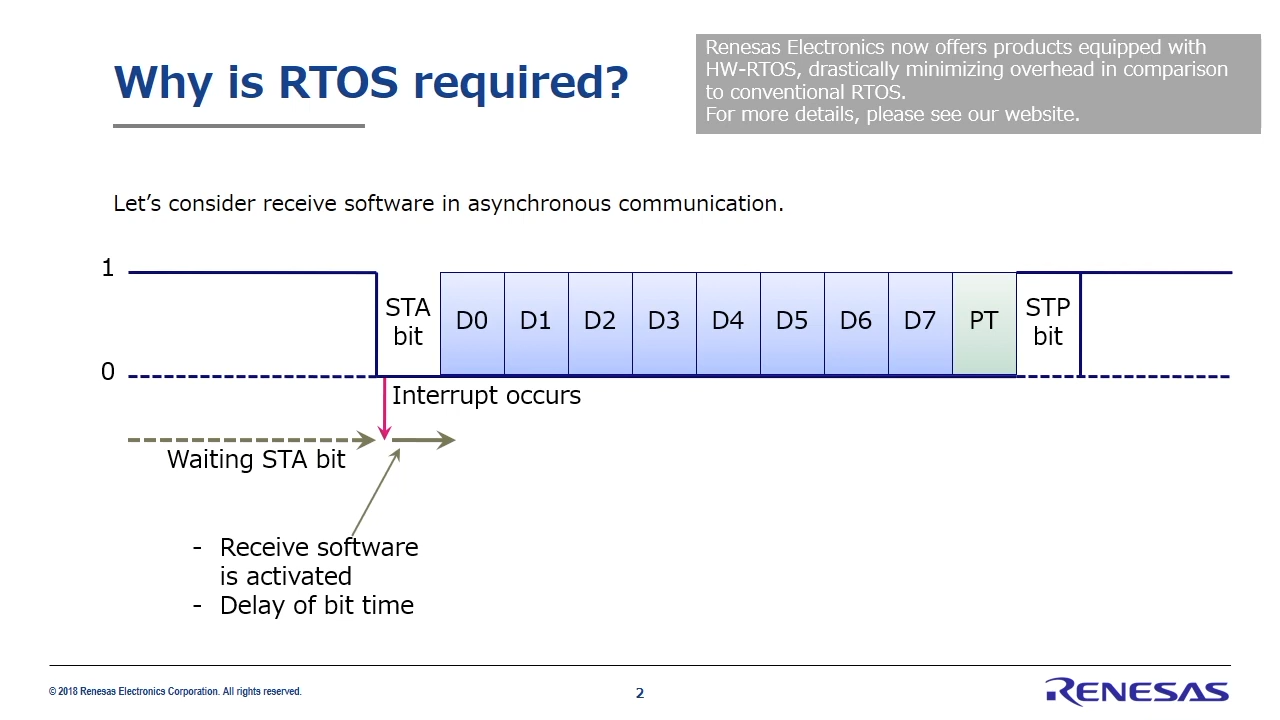 Why is RTOS required?
Renesas Electronics now offers products equipped with
HW-RTOS, drastically minimizing overhead in comparison
to conventional RTOS.
For more details, please see our website.
Let’s consider receive software in asynchronous communication.
1
STA
bit
D0 D1 D2 D3 D4 D5 D6 D7 PT
STP
bit
0
Interrupt occurs
Waiting STA bit
- Receive software
is activated
- Delay of bit time
© 2018 Renesas Electronics Corporation. All rights reserved.
2
RENESAS